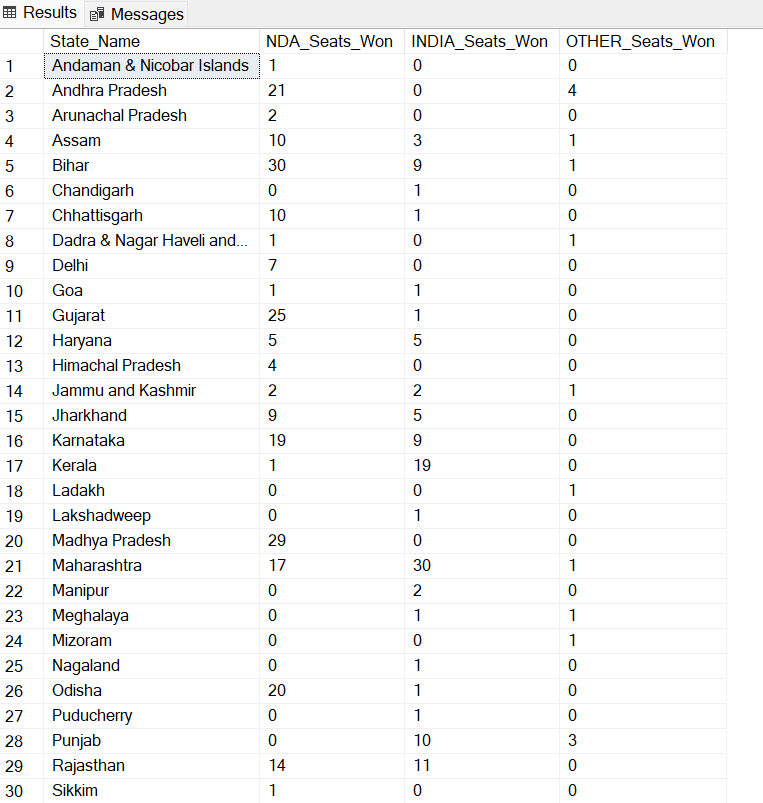 Results Messages
State_Name NDA_Seats_Won INDIA_Seats_Won OTHER_Seats_Won
1 Andaman & Nicobar Islands 1 0 0
2 Andhra Pradesh 21 0 4
3 Arunachal Pradesh 2 0 0
4 Assam 10 3 1
5 Bihar 30 9 1
6 Chandigarh 0 1 0
7 Chhattisgarh 10 1 0
8 Dadra & Nagar Haveli and... 1 0 1
9 Delhi 7 0 0
10 Goa 1 1 0
11 Gujarat 25 1 0
12 Haryana 5 5 0
13 Himachal Pradesh 4 0 0
14 Jammu and Kashmir 2 2 1
15 Jharkhand 9 5 0
16 Karnataka 19 9 0
17 Kerala 1 19 0
18 Ladakh 0 0 1
19 Lakshadweep 0 1 0
20 Madhya Pradesh 29 0 0
21 Maharashtra 17 30 1
22 Manipur 0 2 0
23 Meghalaya 0 1 1
24 Mizoram 0 0 1
25 Nagaland 0 1 0
26 Odisha 20 1 0
27 Puducherry 0 1 0
28 Punjab 0 10 3
29 Rajasthan 14 11 0
30 Sikkim 1 0 0